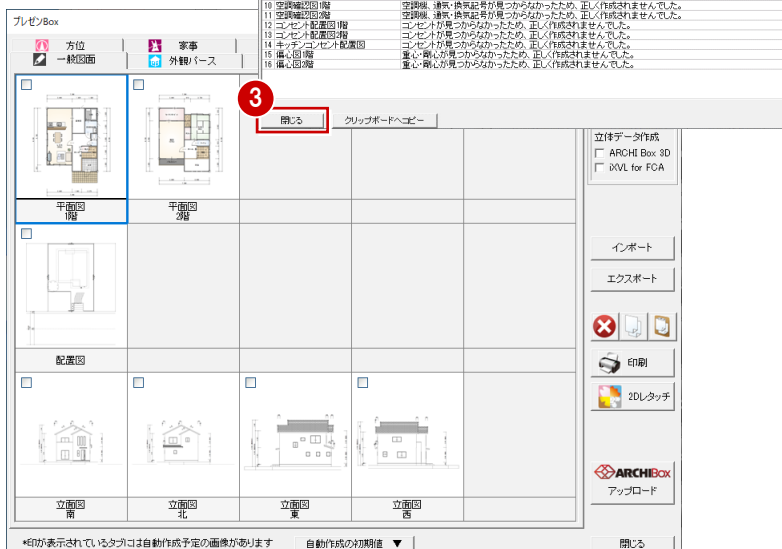 プレゼンBox
方位
家事
一般図面
外観パース
10 空調確認図1階 空調機、通気・換気記号が見つからなかったため、正しく作成されませんでした。
11 空調確認図2階 空調機、通気・換気記号が見つからなかったため、正しく作成されませんでした。
12 コンセント配置図1階 コンセントが見つからなかったため、正しく作成されませんでした。
13 コンセント配置図2階 コンセントが見つからなかったため、正しく作成されませんでした。
14 キッチンコンセント配置図 コンセントが見つからなかったため、正しく作成されませんでした。
15 偏心図1階 重心・剛心が見つからなかったため、正しく作成されませんでした。
16 偏心図2階 重心・剛心が見つからなかったため、正しく作成されませんでした。
3
閉じる
クリップボードへコピー
立体データ作成
ARCHI Box 3D
iXVL for FCA
平面図
1階
平面図
2階
インポート
エクスポート
配置図
印刷
2Dレタッチ
ARCHIBox
アップロード
立面図
南
立面図
北
立面図
東
立面図
西
*印が表示されているタブには自動作成予定の画像があります
自動作成の初期値 ▼
閉じる